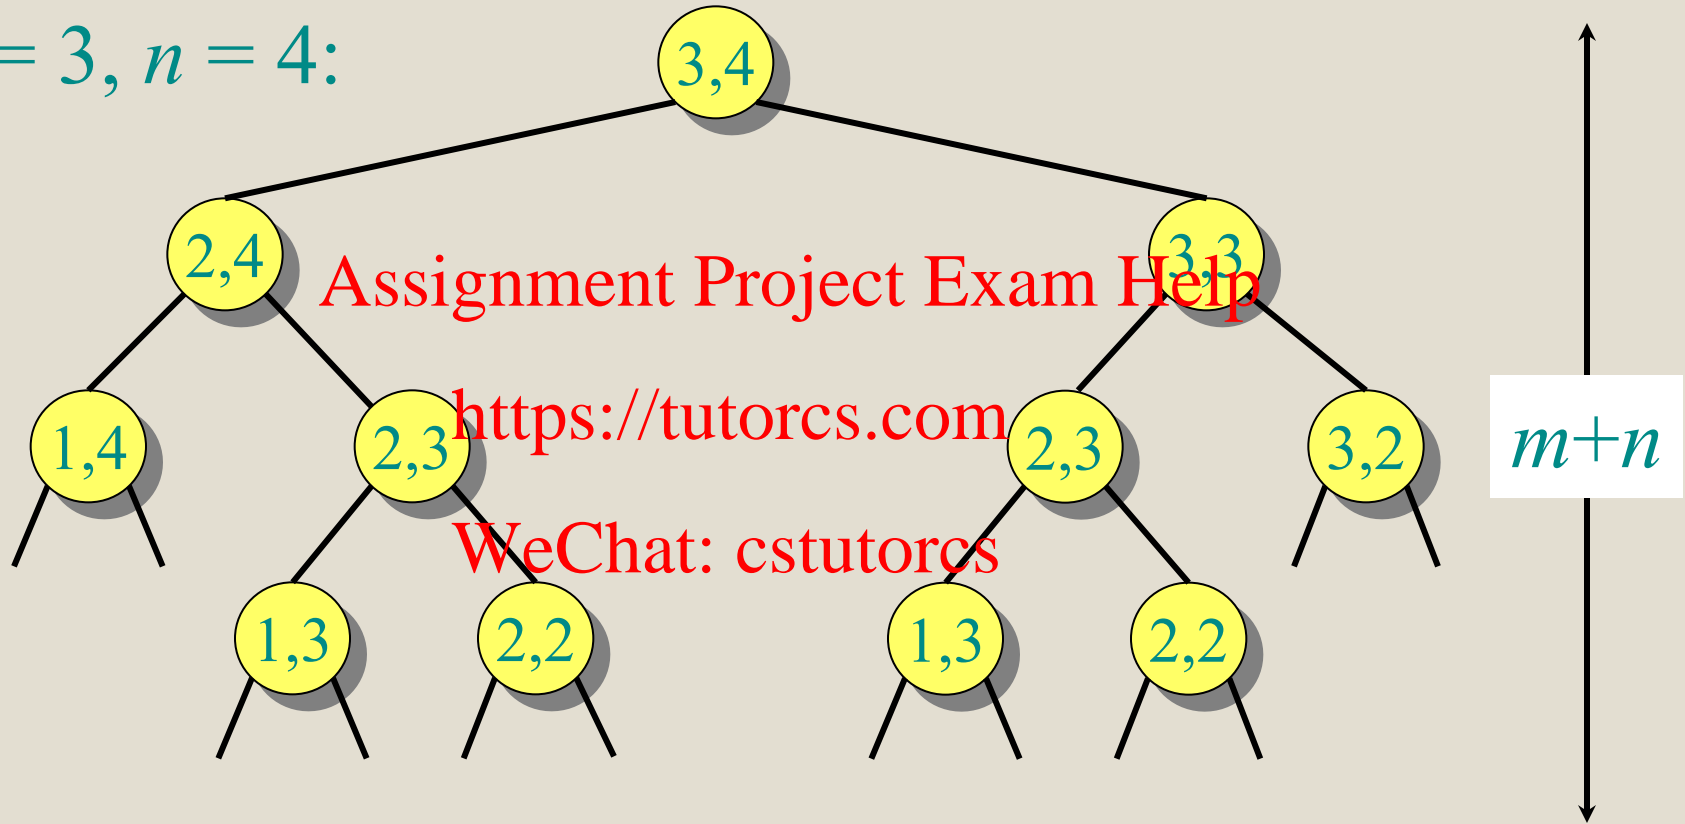 = 3, n = 4:
3,4
2,4
3,3
Assignment Project Exam Help
1,4
2,3
https://tutorcs.com
2,3
3,2
m+n
WeChat: cstutorcs
1,3
2,2
1,3
2,2